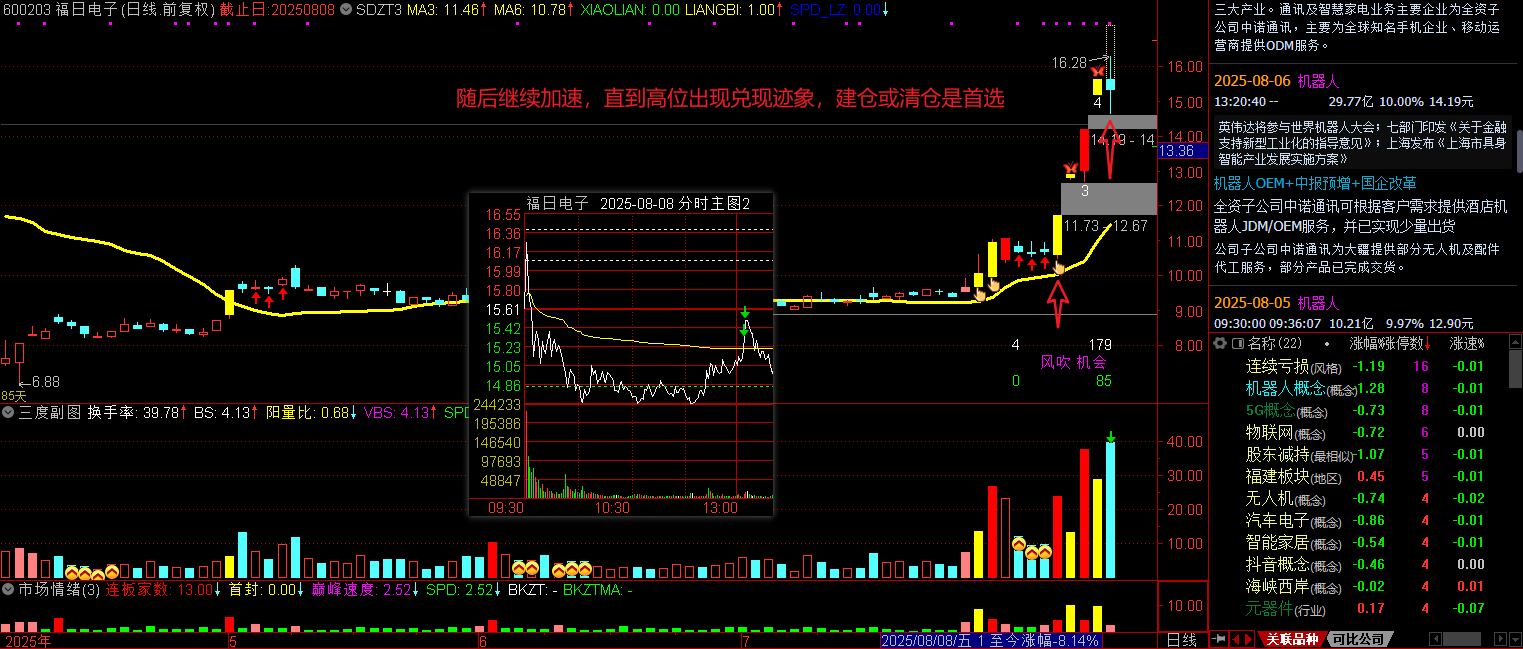 600203 福日电子(日线.前复权) 截止日:20250808 SDZT3 MA3: 11.46↑ MA6: 10.78↑ XIAOLIAN: 0.00 LIANGBI: 1.00↑ SPD_LZ 0.00↓
16.28
16.00
随后继续加速，直到高位出现兑现迹象，建仓或清仓是首选
4
15.00
14.00
14.19 - 14
13.36
13.00
3
12.00
11.73 - 12.67
11.00
10.00
9.00
8.00
4
179
风吹 机会
0
85
6.88
85天
福日电子 2025-08-08 分时主图2
16.55
16.36
16.17
15.99
15.80
15.61
15.42
15.23
15.05
14.86
244233
195386
146540
97693
48847
09:30 10:30 13:00
三度副图 换手率: 39.78↑ BS: 4.13↑ 阳量比: 0.68↓ VBS: 4.13↑ SPD
40.00
30.00
20.00
10.00
市场情绪(3) 连板家数: 13.00↓ 首封: 0.00↓ 巅峰速度: 2.52↓ SPD: 2.52↓ BKZT: - BKZTMA: -
10.00
2025年 5 6 7 2025/08/08/五 1 至今涨幅-8.14% 日线
三大产业。通讯及智慧家电业务主要企业为全资子
公司中诺通讯，主要为全球知名手机企业、移动运
营商提供ODM服务。
2025-08-06 机器人
13:20:40 -- 29.77亿 10.00% 14.19元
英伟达将参与世界机器人大会；七部门印发《关于金融
支持新型工业化的指导意见》；上海发布《上海市具身
智能产业发展实施方案》
机器人OEM+中报预增+国企改革
全资子公司中诺通讯可根据客户需求提供酒店机
器人JDM/OEM服务，并已实现少量出货
公司子公司中诺通讯为大疆提供部分无人机及配件
代工服务，部分产品已完成交货。
2025-08-05 机器人
09:30:00 09:36:07 10.21亿 9.97% 12.90元
名称(22) 涨幅% 涨停数↓ 涨速%
连续亏损(风格) -1.19 16 -0.01
机器人概念(概念) -1.28 8 -0.01
5G概念(概念) -0.73 8 -0.01
物联网(概念) -0.72 6 0.00
股东减持(最相似) -1.07 5 -0.01
福建板块(地区) 0.45 5 -0.01
无人机(概念) -0.74 4 -0.02
汽车电子(概念) -0.86 4 -0.01
智能家居(概念) -0.54 4 -0.01
抖音概念(概念) -0.46 4 0.00
海峡西岸(概念) -0.02 4 0.01
元器件(行业) 0.17 4 -0.07
关联品种 可比公司